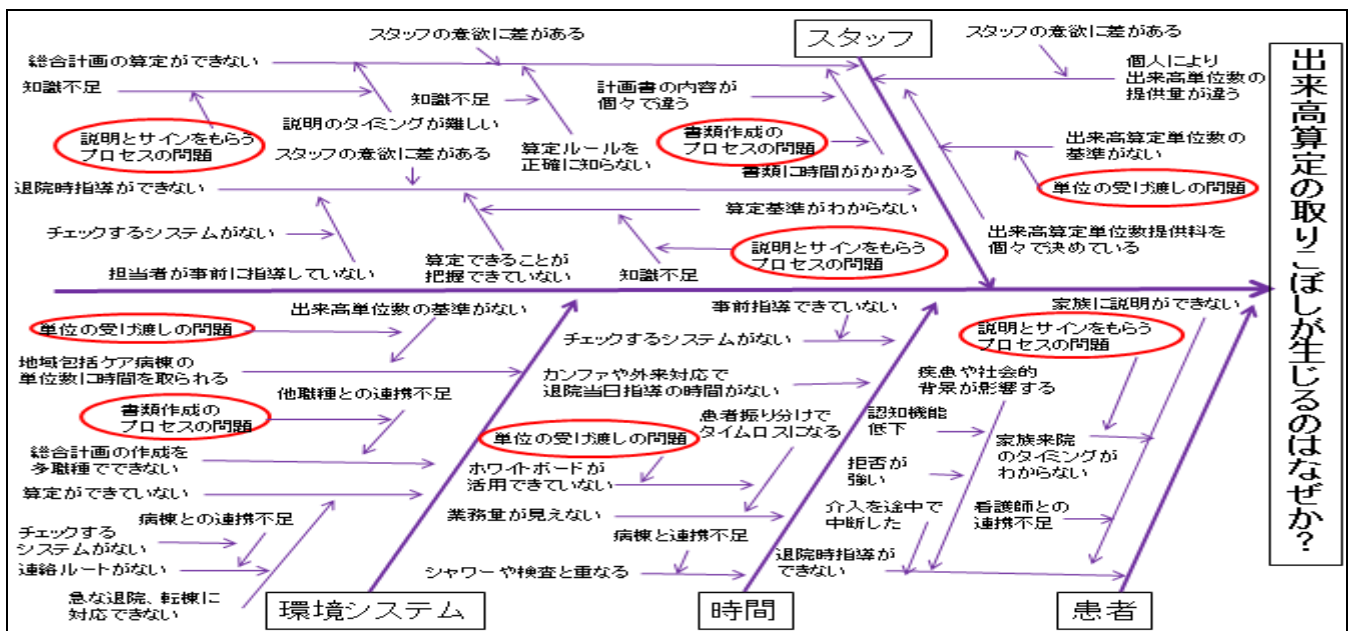 スタッフの意欲に差がある
総合計画の算定ができない
知識不足
説明とサインをもらう
プロセスの問題
説明のタイミングが難しい
知識不足
算定ルールを
正確に知らない
計画書の内容が
個々で違う
書類作成の
プロセスの問題
書類に時間がかかる
スタッフ
スタッフの意欲に差がある
個人により
出来高単位数の
提供量が違う
出来高算定単位数の
基準がない
単位の受け渡しの問題
出来高算定単位数提供料を
個々で決めている
スタッフの意欲に差がある
退院時指導ができない
チェックするシステムがない
担当者が事前に指導していない
算定できることが
把握できていない
算定基準がわからない
説明とサインをもらう
プロセスの問題
知識不足
出来高算定の取りこぼしが生じるのはなぜか？
出来高単位数の基準がない
単位の受け渡しの問題
地域包括ケア病棟の
単位数に時間を取られる
他職種との連携不足
書類作成の
プロセスの問題
総合計画の作成を
多職種でできない
算定ができていない
病棟との連携不足
チェックする
システムがない
連絡ルートがない
急な退院、転棟に
対応できない
環境システム
事前指導できていない
チェックするシステムがない
カンファや外来対応で
退院当日指導の時間がない
患者振り分けで
タイムロスになる
単位の受け渡しの問題
ホワイトボードが
活用できていない
業務量が見えない
病棟と連携不足
シャワーや検査と重なる
時間
家族に説明ができない
説明とサインをもらう
プロセスの問題
疾患や社会的
背景が影響する
認知機能
低下
家族来院
のタイミングが
わからない
拒否が
強い
介入を途中で
中断した
看護師との
連携不足
退院時指導が
できない
患者